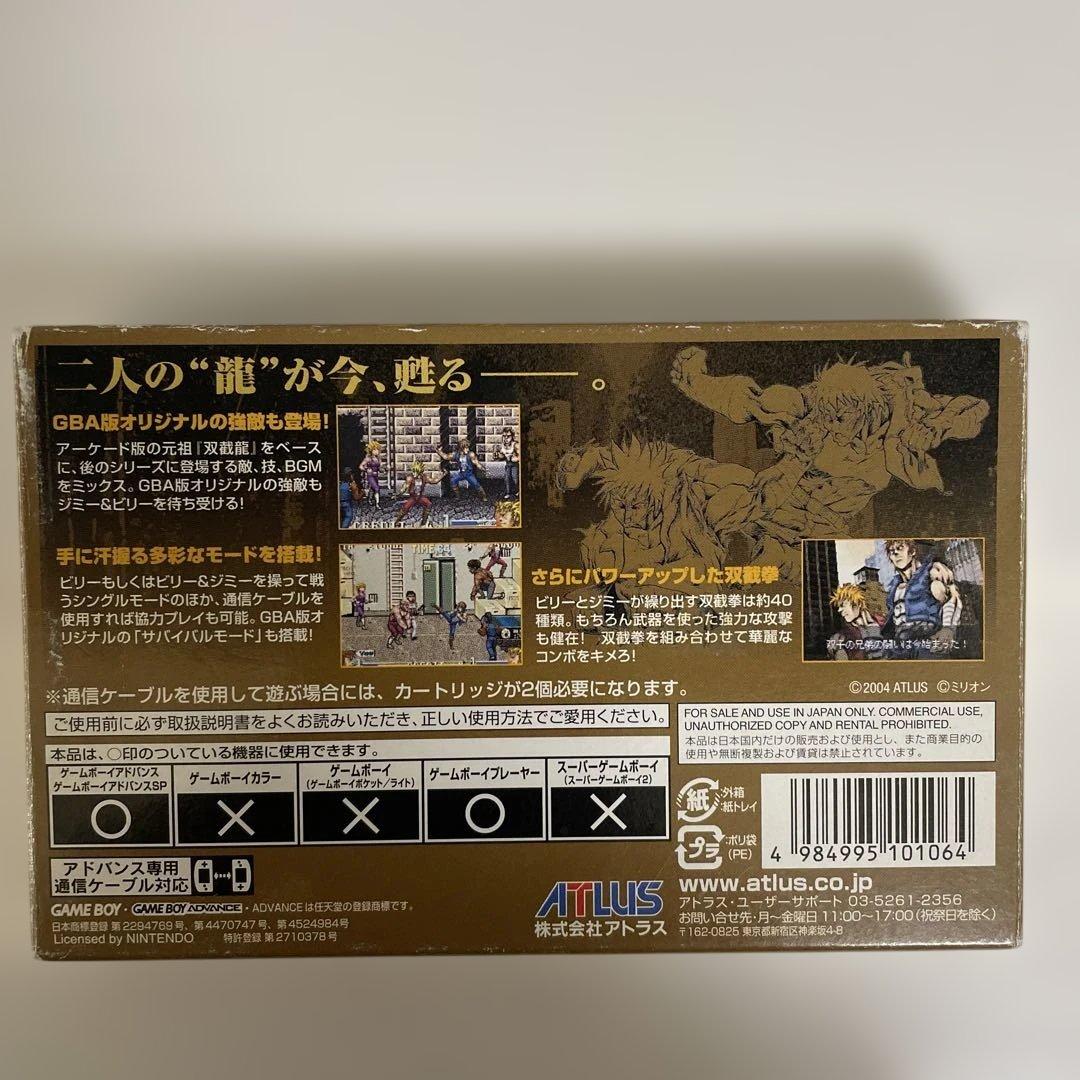 二人の“龍”が今、甦る――。
GBA版オリジナルの強敵も登場!
アーケード版の元祖『双截龍』をベース
に、後のシリーズに登場する敵、技、BGM
をミックス。GBA版オリジナルの強敵も
ジミー&ビリーを待ち受ける!
CREDIT
手に汗握る多彩なモードを搭載!
ビリーもしくはビリー&ジミーを操って戦
うシングルモードのほか、通信ケーブルを
使用すれば協力プレイも可能。GBA版オ
リジナルの「サバイバルモード」も搭載!
TIME 64
さらにパワーアップした双截拳
ビリーとジミーが繰り出す双截拳は約40
種類。もちろん武器を使った強力な攻撃
も健在! 双截拳を組み合わせて華麗な
コンボをキメろ!
双子の兄弟の闘いは今始まった!
©2004 ATLUS ©ミリオン
※通信ケーブルを使用して遊ぶ場合には、カートリッジが2個必要になります。
ご使用前に必ず取扱説明書をよくお読みいただき、正しい使用方法でご愛用ください。
本品は、○印のついている機器に使用できます。
ゲームボーイアドバンス
ゲームボーイアドバンスSP
○
ゲームボーイカラー
×
ゲームボーイ
(ゲームボーイポケット/ライト)
×
ゲームボーイプレーヤー
○
スーパーゲームボーイ
(スーパーゲームボーイ2)
×
FOR SALE AND USE IN JAPAN ONLY. COMMERCIAL USE,
UNAUTHORIZED COPY AND RENTAL PROHIBITED.
本品は日本国内だけの販売および使用とし、また商業目的の
使用や無断複製および賃貸は禁止されています。
紙
:外箱
:紙トレイ
プラ
:ポリ袋
(PE)
4 984995 101064
アドバンス専用
通信ケーブル対応
GAME BOY・GAME BOY ADVANCE・ADVANCE は任天堂の登録商標です。
日本商標登録 第2294769号、第4470747号、第4524984号
Licensed by NINTENDO 特許登録 第2710378号
ATLUS
株式会社アトラス
www.atlus.co.jp
アトラス・ユーザーサポート 03-5261-2356
お問い合せ先・月〜金曜日 11:00〜17:00(祝祭日を除く)
〒162-0825 東京都新宿区神楽坂4-8